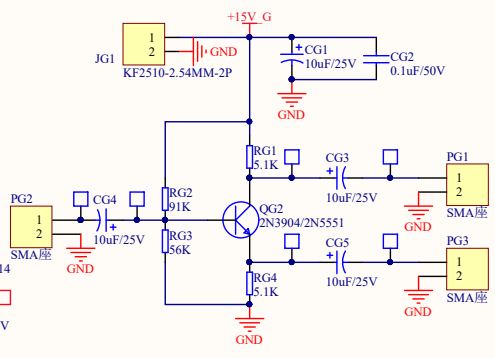 +15V_G
JG1
1
2
GND
KF2510-2.54MM-2P
CG1
10uF/25V
CG2
0.1uF/50V
GND
RG1
5.1K
CG3
10uF/25V
PG1
1
2
SMA座
GND
PG2
1
2
SMA座
GND
CG4
10uF/25V
RG2
91K
RG3
56K
QG2
2N3904/2N5551
CG5
10uF/25V
PG3
1
2
SMA座
GND
RG4
5.1K
GND
14
V